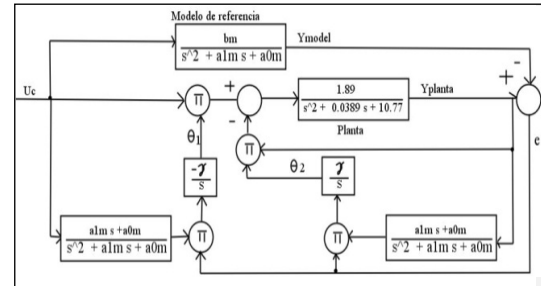 Modelo de referencia
bm
s^2 + a1m s + a0m
Ymodel
Uc
π
+
-
1.89
s^2 + 0.0389 s + 10.77
Planta
Yplanta
+
-
e
θ1
π
θ2
-γ
s
γ
s
a1m s +a0m
s^2 + a1m s + a0m
π
π
a1m s +a0m
s^2 + a1m s + a0m